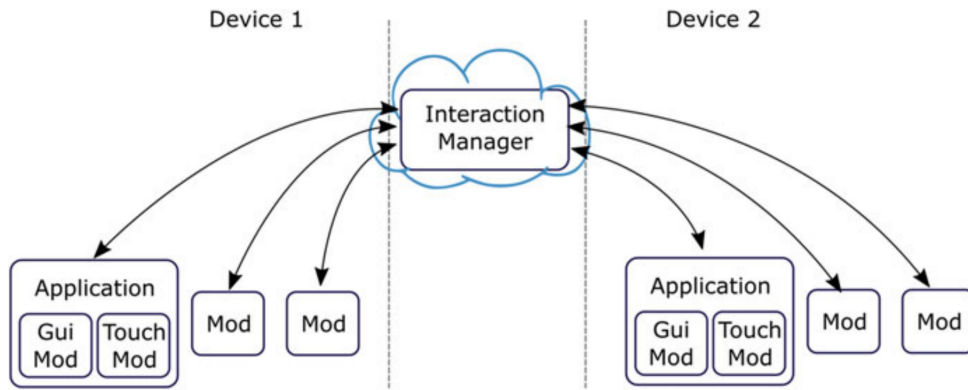 Device 1
Device 2
Interaction
Manager
Application
Gui
Mod
Touch
Mod
Mod
Mod
Application
Gui
Mod
Touch
Mod
Mod
Mod